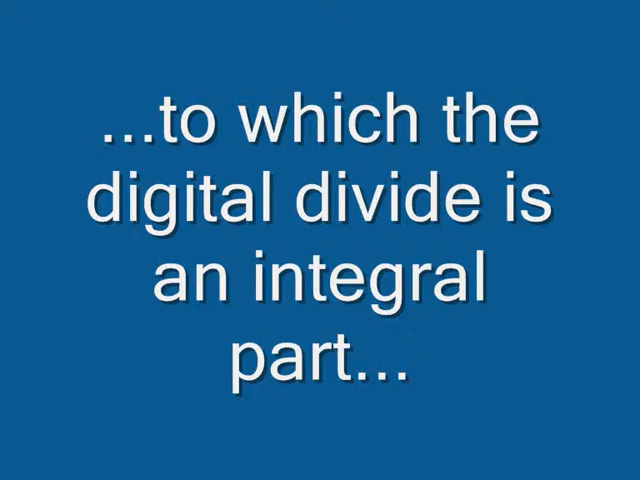 ...to which the
digital divide is
an integral
part...